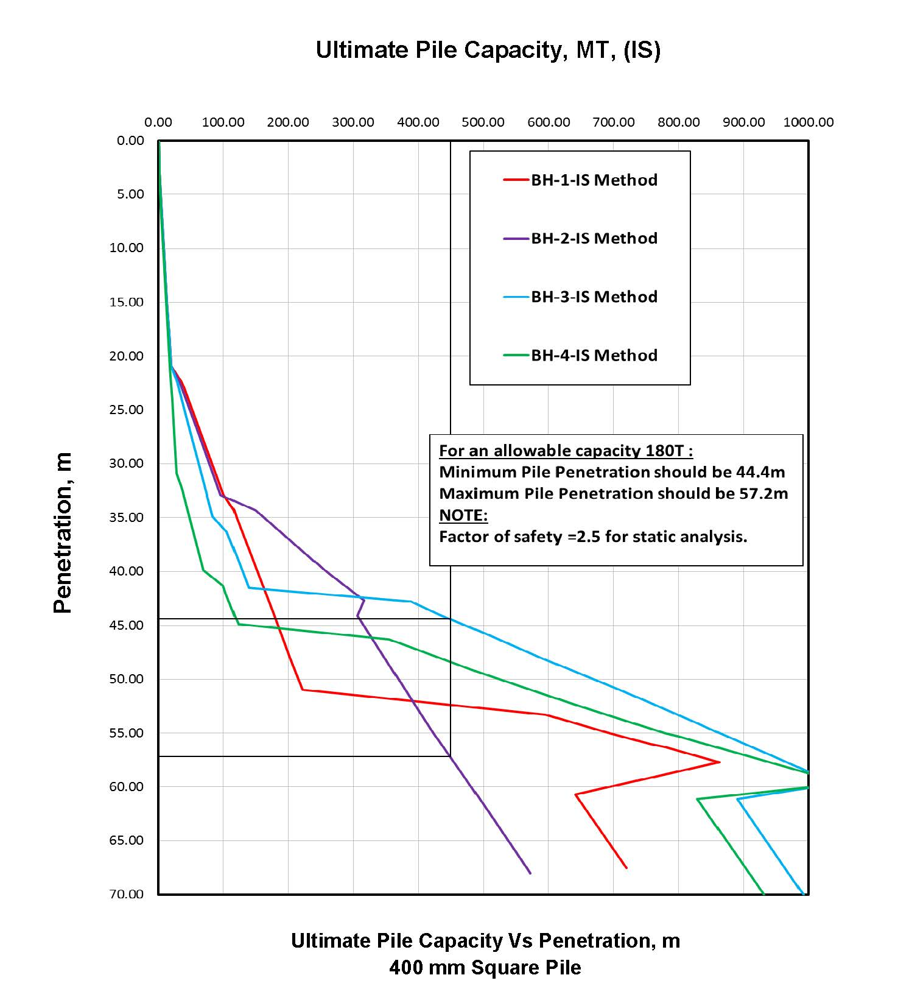 Ultimate Pile Capacity, MT, (IS)
0.00 100.00 200.00 300.00 400.00 500.00 600.00 700.00 800.00 900.00 1000.00
0.00
5.00
10.00
15.00
20.00
25.00
30.00
35.00
40.00
45.00
50.00
55.00
60.00
65.00
70.00
Penetration, m
BH-1-IS Method
BH-2-IS Method
BH-3-IS Method
BH-4-IS Method
For an allowable capacity 180T :
Minimum Pile Penetration should be 44.4m
Maximum Pile Penetration should be 57.2m
NOTE:
Factor of safety =2.5 for static analysis.
Ultimate Pile Capacity Vs Penetration, m
400 mm Square Pile